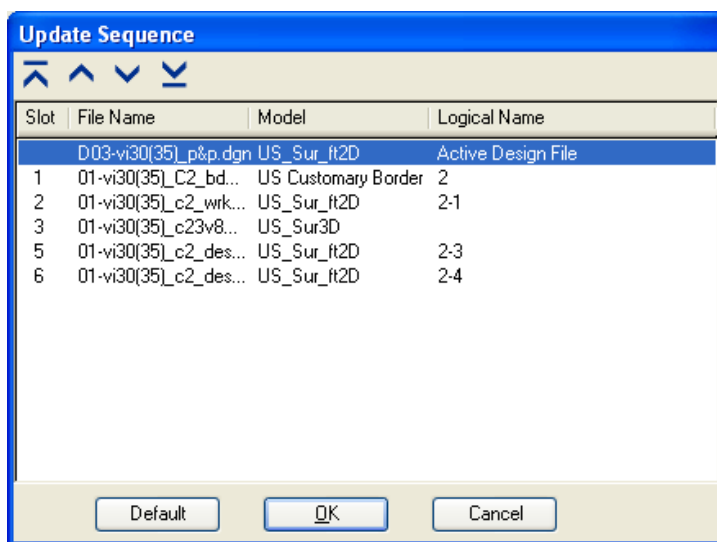 Update Sequence
Slot File Name Model Logical Name
D03-vi30(35)_p&p.dgn US_Sur_ft2D Active Design File
1 01-vi30(35)_C2_bd... US Customary Border 2
2 01-vi30(35)_c2_wrk... US_Sur_ft2D 2-1
3 01-vi30(35)_c23v8... US_Sur3D
5 01-vi30(35)_c2_des... US_Sur_ft2D 2-3
6 01-vi30(35)_c2_des... US_Sur_ft2D 2-4
Default OK Cancel